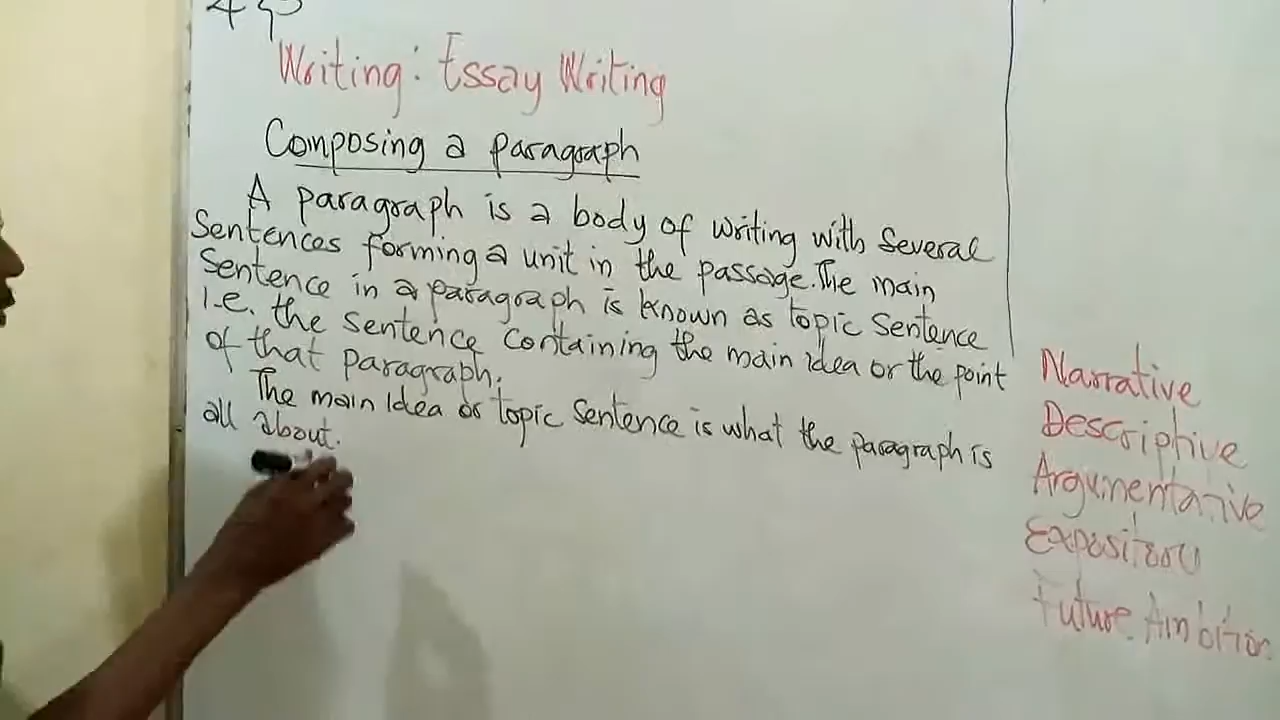 Writing: Essay Writing
Composing a paragraph
A paragraph is a body of writing with several
Sentences forming a unit in the passage. The main
Sentence in a paragraph is known as topic Sentence
i.e. the sentence containing the main idea or the point
of that paragraph.
The main idea or topic sentence is what the paragraph is
all about.
Narrative
Descriptive
Argumentative
Expository
Future Ambition